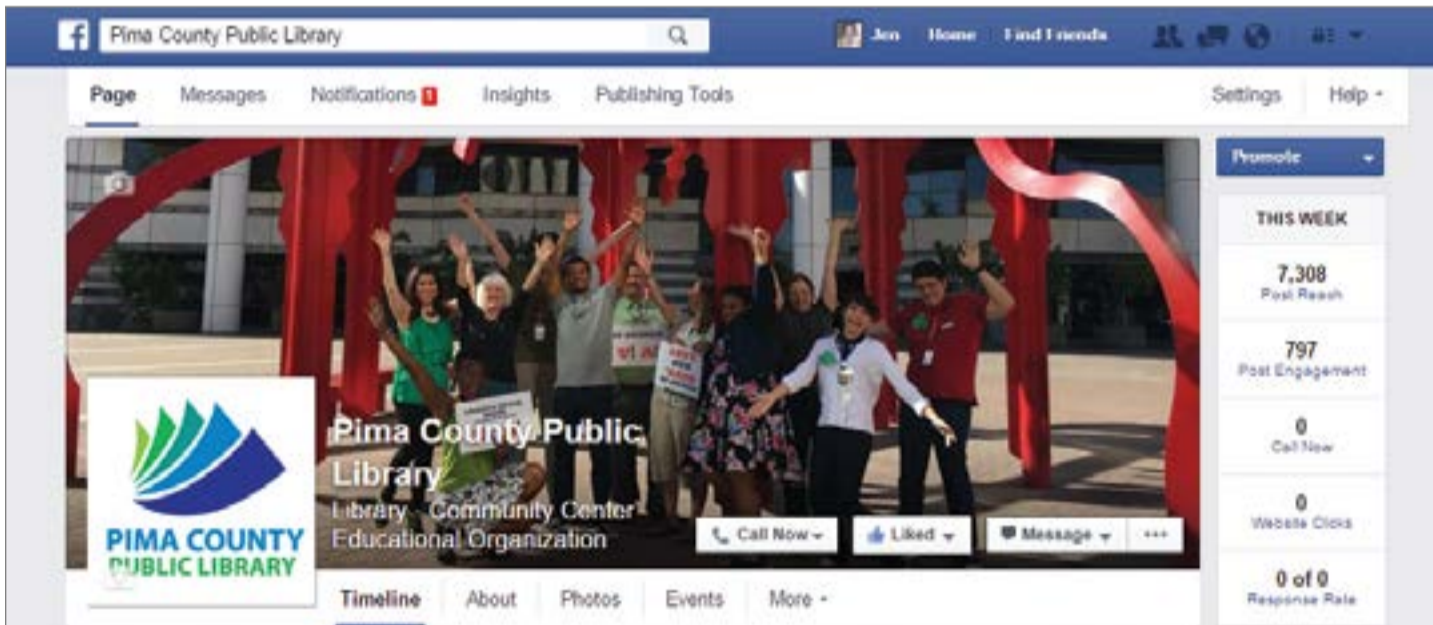 f Pima County Public Library Jen Home Find Friends
Page Messages Notifications 1 Insights Publishing Tools Settings Help
Promote
THIS WEEK
7,308
Post Reach
797
Post Engagement
0
Call Now
0
Website Clicks
0 of 0
Response Rate
PIMA COUNTY
PUBLIC LIBRARY
Pima County Public
Library
Library · Community Center
Educational Organization
Call Now Liked Message ...
Timeline About Photos Events More